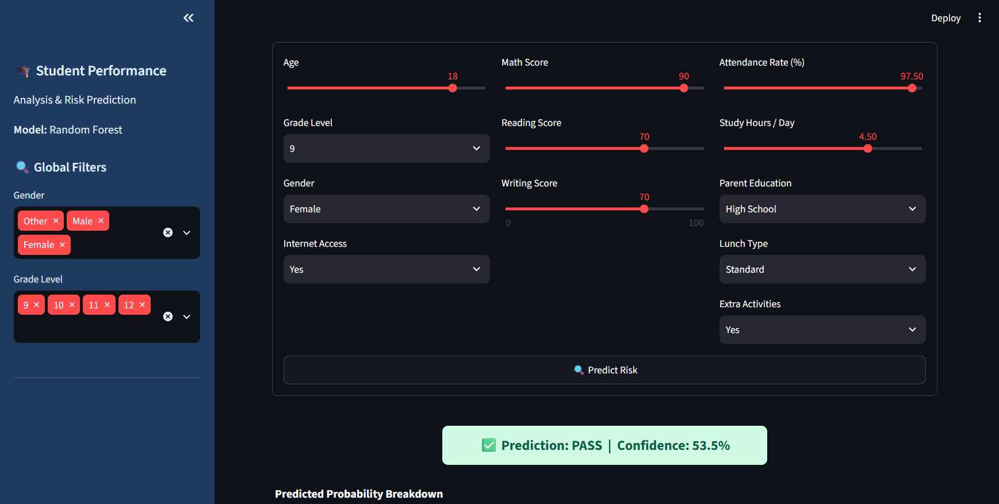 Deploy
🎓 Student Performance
Analysis & Risk Prediction
Model: Random Forest
🔍 Global Filters
Gender
Other × Male ×
Female ×
Grade Level
9 × 10 × 11 × 12 ×
Age
18
Grade Level
9
Gender
Female
Internet Access
Yes
Math Score
90
Reading Score
70
Writing Score
70
0 100
Attendance Rate (%)
97.50
Study Hours / Day
4.50
Parent Education
High School
Lunch Type
Standard
Extra Activities
Yes
🔍 Predict Risk
✅ Prediction: PASS | Confidence: 53.5%
Predicted Probability Breakdown